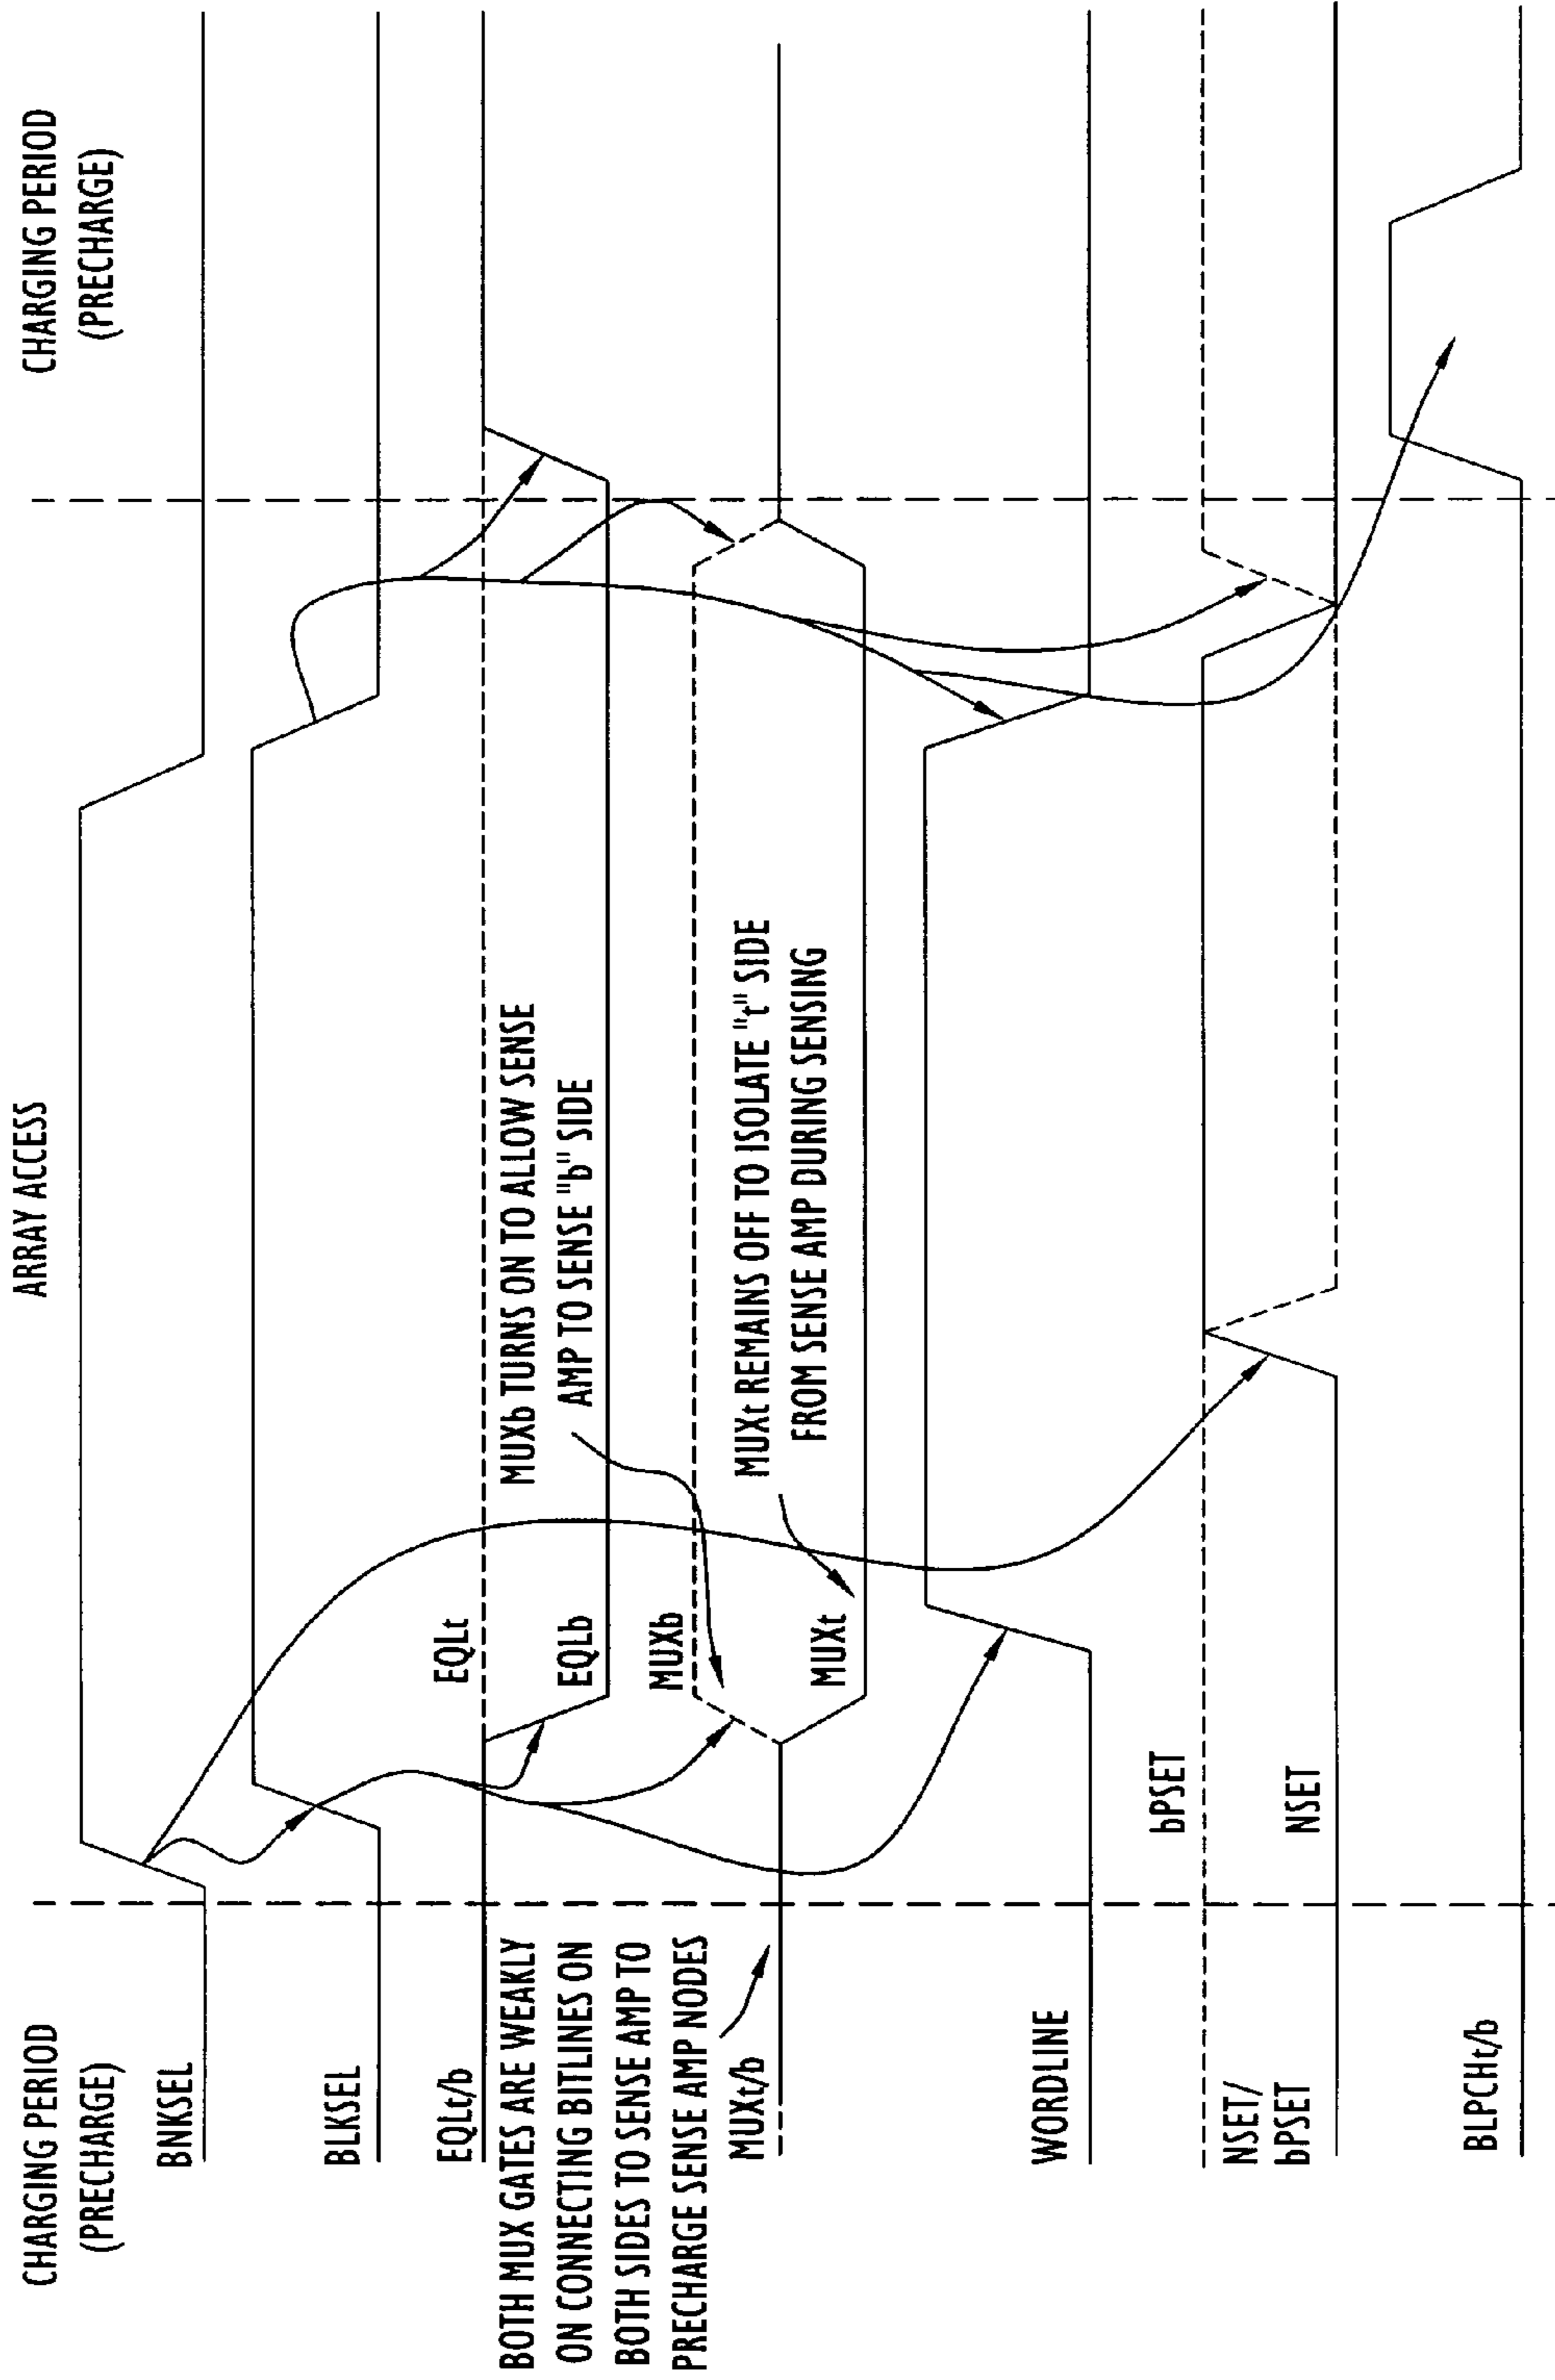 CHARGING PERIOD
(PRECHARGE)
ARRAY ACCESS
CHARGING PERIOD
(PRECHARGE)
BNKSEL
BLKSEL
EQLt/b
EQLt
EQLb
BOTH MUX GATES ARE WEAKLY
ON CONNECTING BITLINES ON
BOTH SIDES TO SENSE AMP TO
PRECHARGE SENSE AMP NODES
MUXb TURNS ON TO ALLOW SENSE
AMP TO SENSE "b" SIDE
MUXb
MUXt/b
MUXt REMAINS OFF TO ISOLATE "t" SIDE
FROM SENSE AMP DURING SENSING
MUXt
WORDLINE
bPSET
NSET/
bPSET
NSET
BLPCHt/b